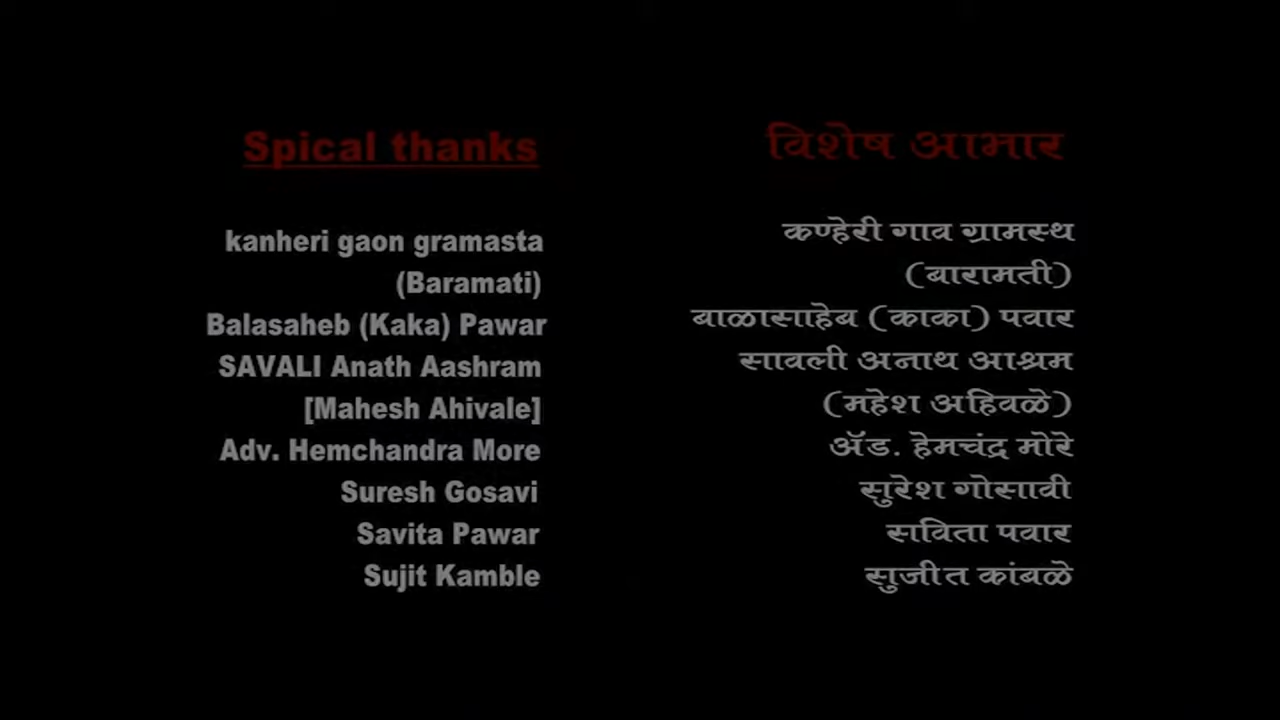 Spical thanks
kanheri gaon gramasta
(Baramati)
Balasaheb (Kaka) Pawar
SAVALI Anath Aashram
[Mahesh Ahivale]
Adv. Hemchandra More
Suresh Gosavi
Savita Pawar
Sujit Kamble
विशेष आभार
कण्हेरी गाव ग्रामस्थ
(बारामती)
बाळासाहेब (काका) पवार
सावली अनाथ आश्रम
(महेश अहिवळे)
ॲड. हेमचंद्र मोरे
सुरेश गोसावी
सविता पवार
सुजीत कांबळे